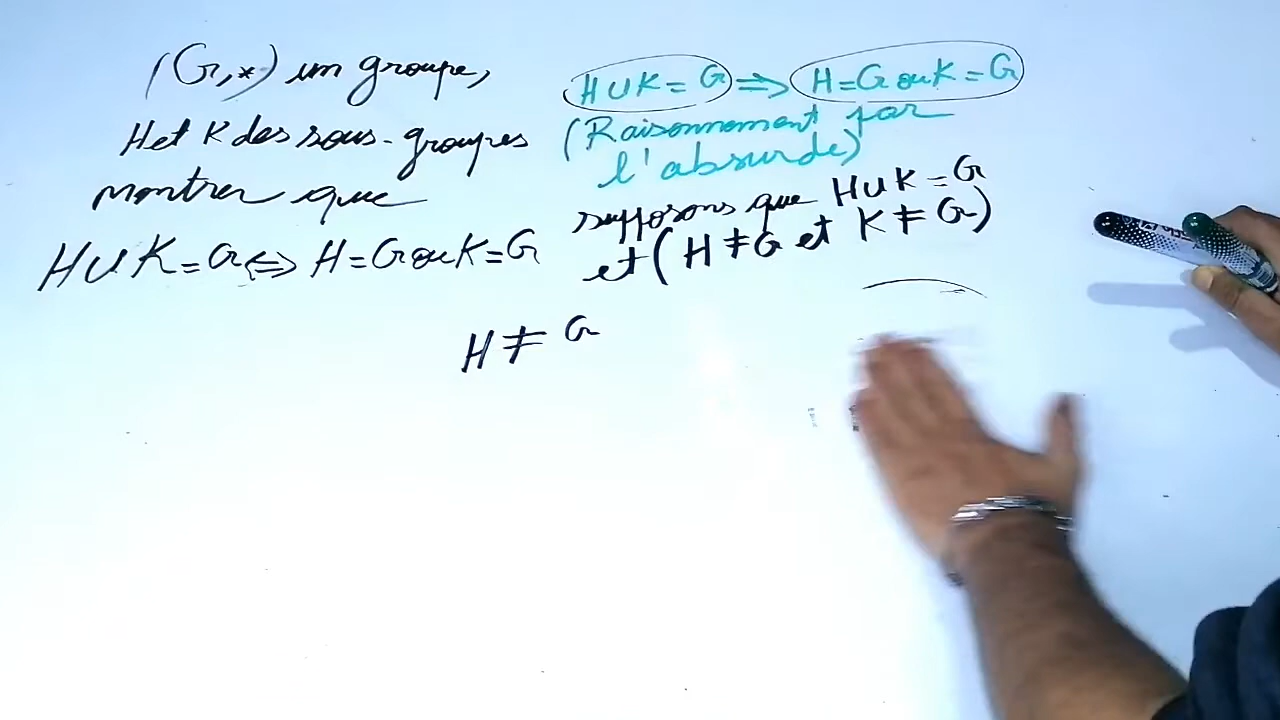 (G,*) un groupe,
H et K des sous-groupes
montrer que
H∪K=G⇔H=G ou K=G
H∪K=G ⇒ H=G ou K=G
(Raisonnement par
l'absurde)
supposons que H∪K=G
et (H≠G et K≠G)
H≠G